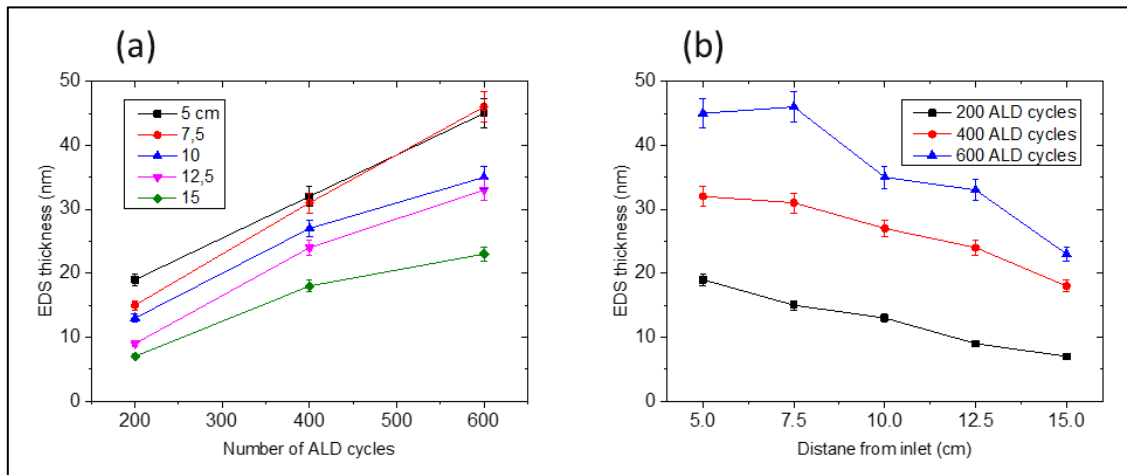 (a)
50
40
30
20
10
0
EDS thickness (nm)
5 cm
7,5
10
12,5
15
200 300 400 500 600
Number of ALD cycles
(b)
50
40
30
20
10
0
EDS thickness (nm)
200 ALD cycles
400 ALD cycles
600 ALD cycles
5.0 7.5 10.0 12.5 15.0
Distane from inlet (cm)